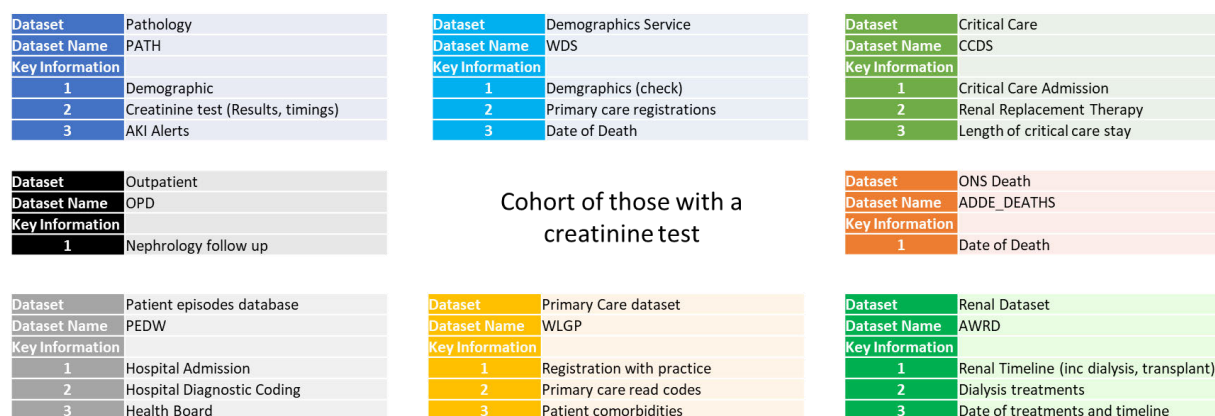 Dataset Pathology
Dataset Name PATH
Key Information
1 Demographic
2 Creatinine test (Results, timings)
3 AKI Alerts
Dataset Demographics Service
Dataset Name WDS
Key Information
1 Demgraphics (check)
2 Primary care registrations
3 Date of Death
Dataset Critical Care
Dataset Name CCDS
Key Information
1 Critical Care Admission
2 Renal Replacement Therapy
3 Length of critical care stay
Dataset Outpatient
Dataset Name OPD
Key Information
1 Nephrology follow up
Cohort of those with a
creatinine test
Dataset ONS Death
Dataset Name ADDE_DEATHS
Key Information
1 Date of Death
Dataset Patient episodes database
Dataset Name PEDW
Key Information
1 Hospital Admission
2 Hospital Diagnostic Coding
3 Health Board
Dataset Primary Care dataset
Dataset Name WLGP
Key Information
1 Registration with practice
2 Primary care read codes
3 Patient comorbidities
Dataset Renal Dataset
Dataset Name AWRD
Key Information
1 Renal Timeline (inc dialysis, transplant)
2 Dialysis treatments
3 Date of treatments and timeline